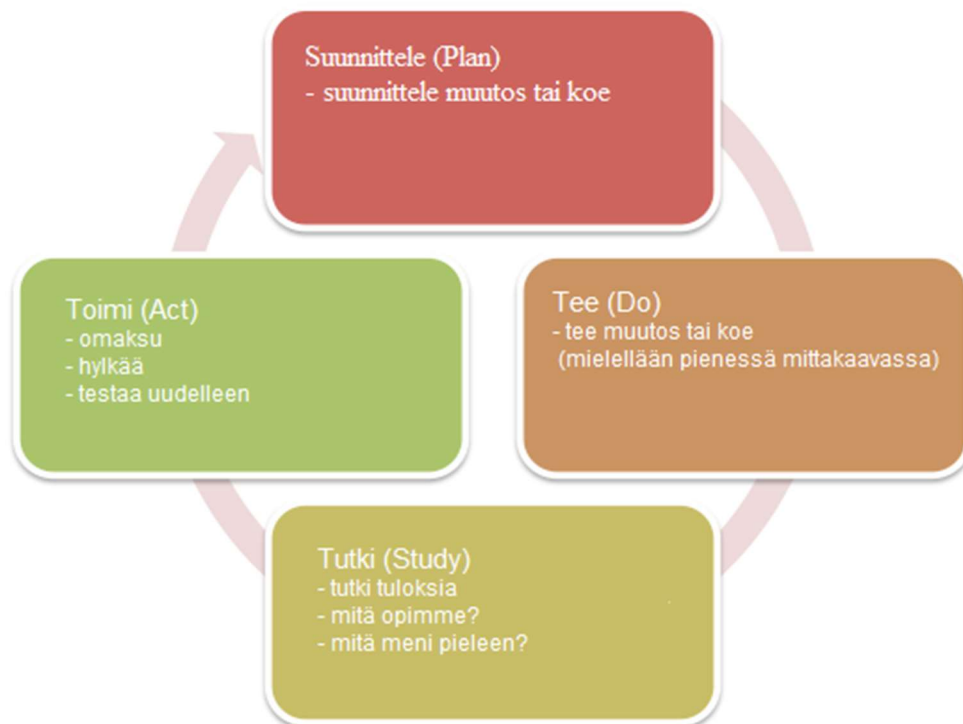 Suunnittele (Plan)
- suunnittele muutos tai koe
Tee (Do)
- tee muutos tai koe
(mielellään pienessä mittakaavassa)
Tutki (Study)
- tutki tuloksia
- mitä opimme?
- mitä meni pieleen?
Toimi (Act)
- omaksu
- hylkää
- testaa uudelleen